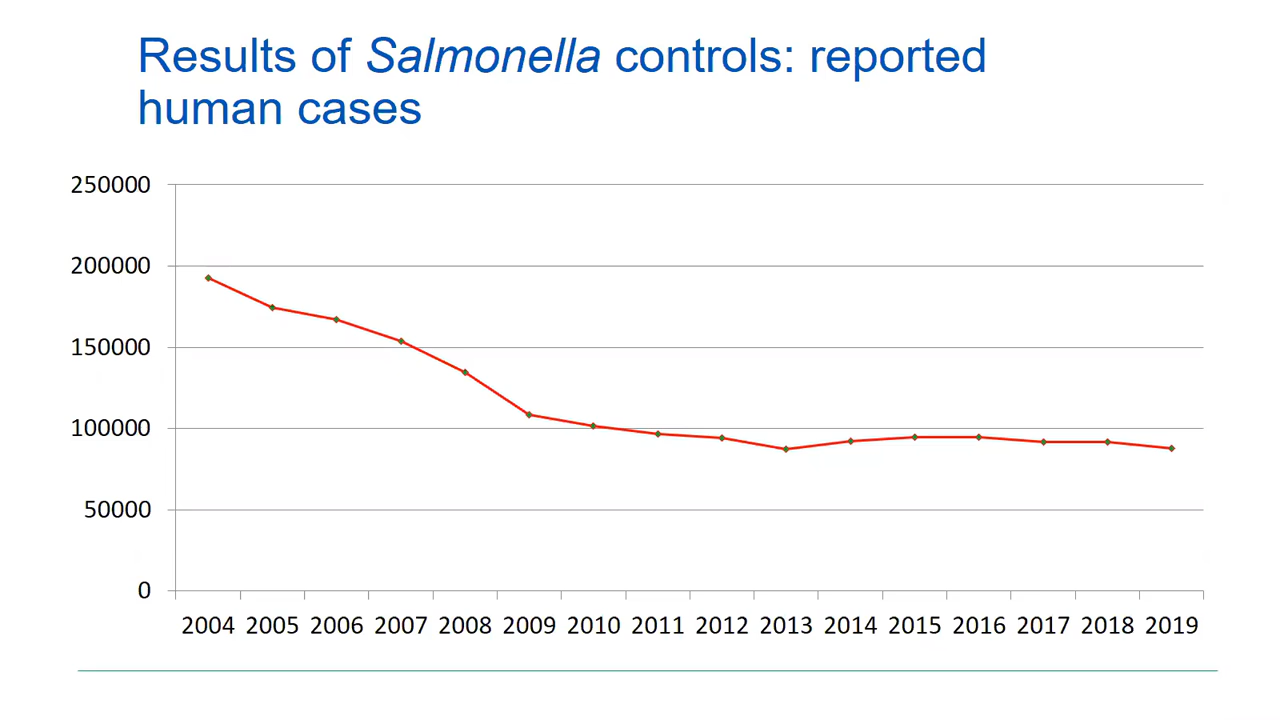 Results of Salmonella controls: reported
human cases
250000
200000
150000
100000
50000
0
2004 2005 2006 2007 2008 2009 2010 2011 2012 2013 2014 2015 2016 2017 2018 2019